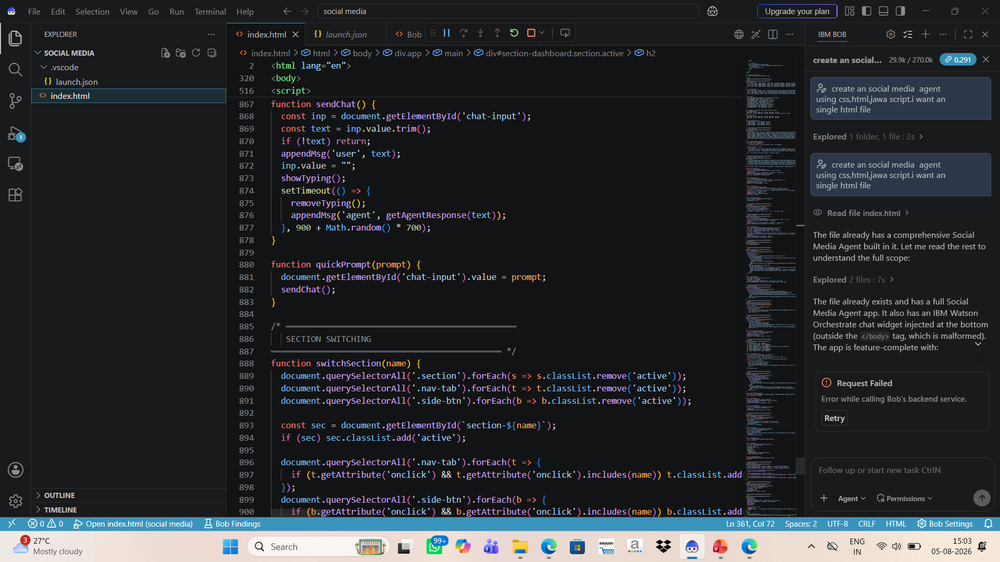 File Edit Selection View Go Run Terminal Help
social media
Upgrade your plan
EXPLORER
SOCIAL MEDIA
.vscode
{} launch.json
<> index.html
OUTLINE
TIMELINE
<> index.html
{} launch.json
<> Bob
<> index.html > html > body > div.app > main > div#section-dashboard.section.active > h2
2 <html lang="en">
320 <body>
516 <script>
867 function sendChat() {
868 const inp = document.getElementById('chat-input');
869 const text = inp.value.trim();
870 if (!text) return;
871 appendMsg('user', text);
872 inp.value = "";
873 showTyping();
874 setTimeout(() => {
875 removeTyping();
876 appendMsg('agent', getAgentResponse(text));
877 }, 900 + Math.random() * 700);
878 }
879
880 function quickPrompt(prompt) {
881 document.getElementById('chat-input').value = prompt;
882 sendChat();
883 }
884
885 /* ══════════════════════════════════════════════
886 SECTION SWITCHING
887 ══════════════════════════════════════════════ */
888 function switchSection(name) {
889 document.querySelectorAll('.section').forEach(s => s.classList.remove('active'));
890 document.querySelectorAll('.nav-tab').forEach(t => t.classList.remove('active'));
891 document.querySelectorAll('.side-btn').forEach(b => b.classList.remove('active'));
892
893 const sec = document.getElementById(`section-${name}`);
894 if (sec) sec.classList.add('active');
895
896 document.querySelectorAll('.nav-tab').forEach(t => {
897 if (t.getAttribute('onclick') && t.getAttribute('onclick').includes(name)) t.classList.add
898 });
899 document.querySelectorAll('.side-btn').forEach(b => {
900 if (b.getAttribute('onclick') && b.getAttribute('onclick').includes(name)) b.classList.add
IBM BOB
create an social... 29.9k / 270.0k 0.291
create an social media agent
using css,html,jawa script.i want an
single html file
Explored 1 folder, 1 file : 2s >
create an social media agent
using css,html,jawa script.i want an
single html file
Read file index.html >
The file already has a comprehensive Social
Media Agent built in it. Let me read the rest to
understand the full scope:
Explored 2 files : 7s >
The file already exists and has a full Social
Media Agent app. It also has an IBM Watson
Orchestrate chat widget injected at the bottom
(outside the </body> tag, which is malformed).
The app is feature-complete with:
Request Failed
Error while calling Bob's backend service.
Retry
Follow up or start new task CtrlN
Agent
Permissions
1
0 0 Open index.html (social media) Bob Findings
Ln 361, Col 72 Spaces: 2 UTF-8 CRLF HTML Bob Settings
3
27°C
Mostly cloudy
Search
99+
amazon
a
ENG
IN
15:03
05-08-2026